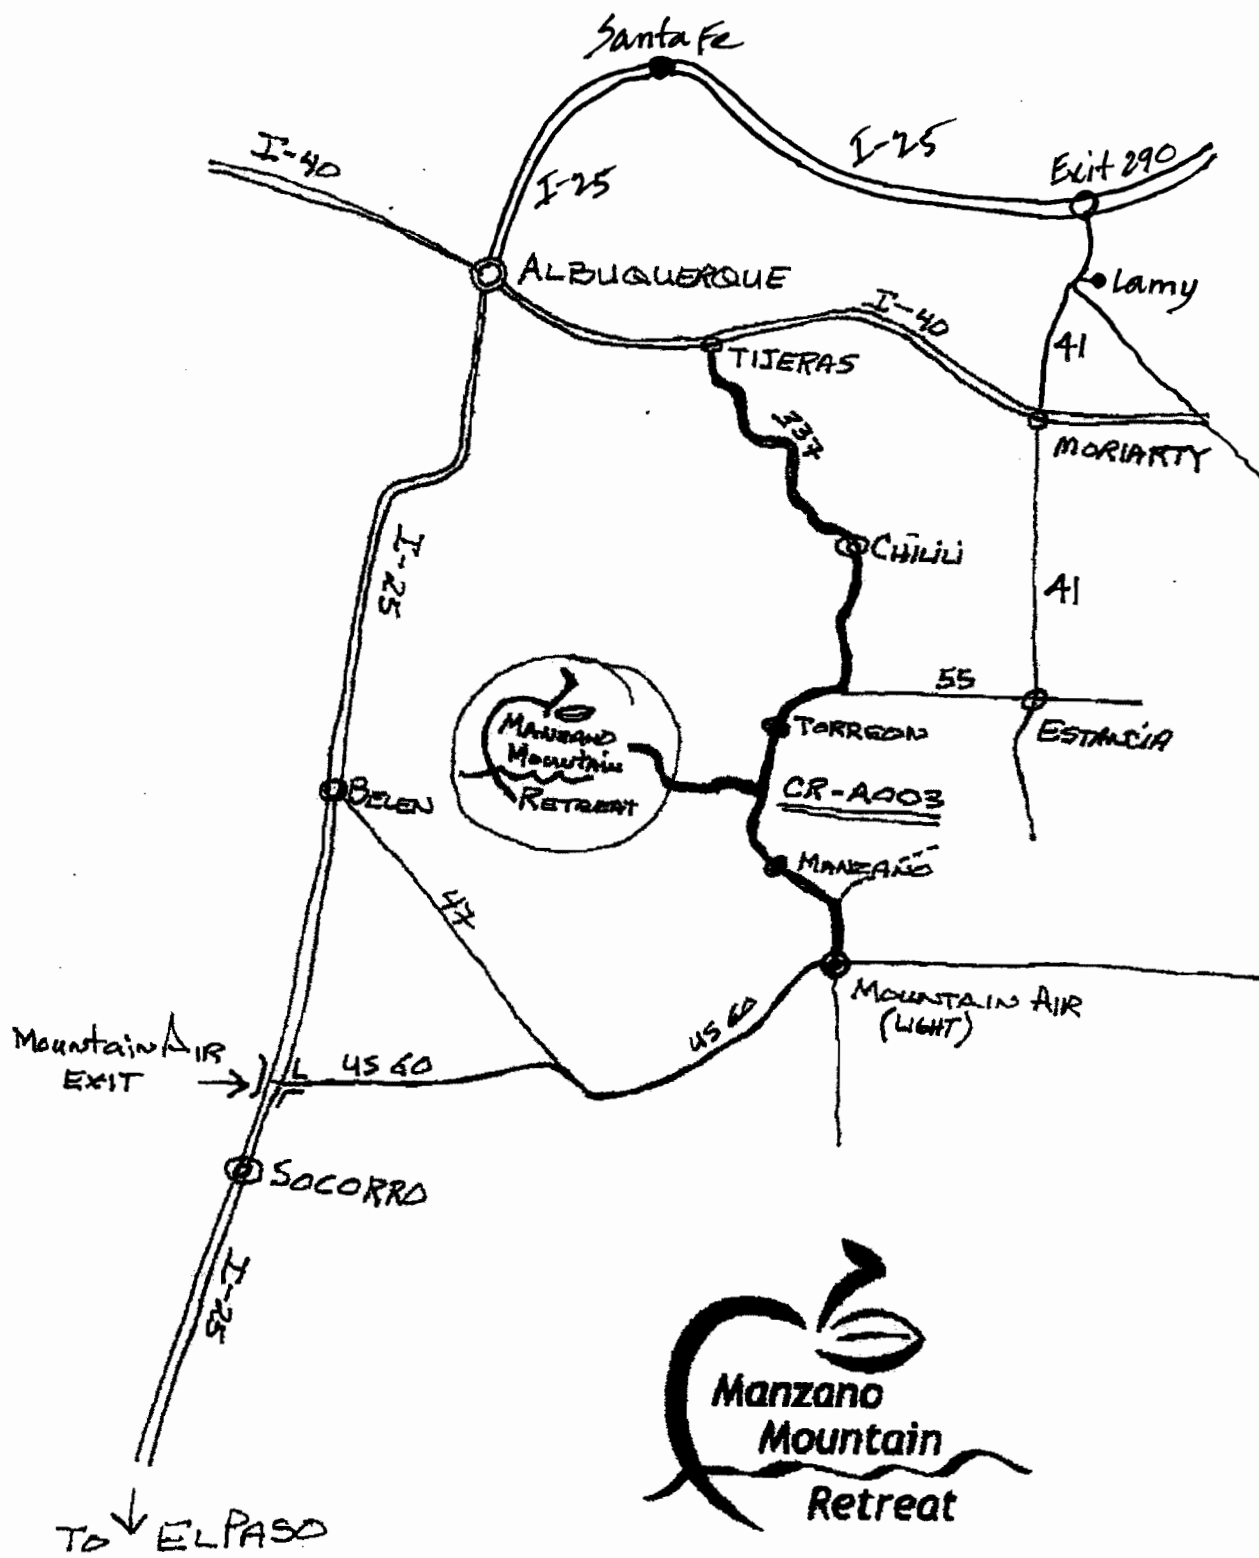 Santa Fe
I-40
I-25
I-25
Exit 290
ALBUQUERQUE
Lamy
I-40
41
TIJERAS
337
MORIARTY
I-25
CHILILI
41
55
MANZANO
MOUNTAIN
RETREAT
TORREON
ESTANCIA
BELEN
CR-A003
MANZANO
47
MOUNTAIN AIR
(LIGHT)
US 60
MOUNTAIN AIR
EXIT
US 60
SOCORRO
I-25
Manzano
Mountain
Retreat
TO EL PASO